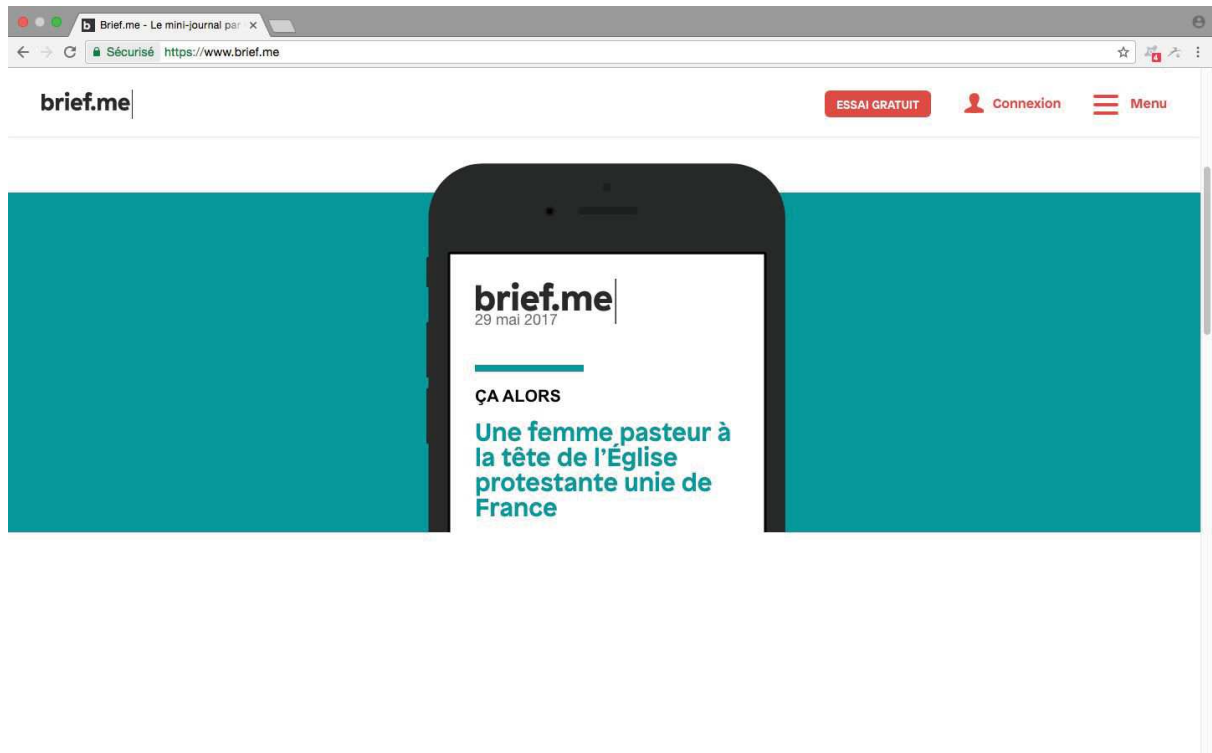 Brief.me - Le mini-journal par
Sécurisé https://www.brief.me
4
brief.me
ESSAI GRATUIT
Connexion
Menu
brief.me
29 mai 2017
ÇA ALORS
Une femme pasteur à
la tête de l'Église
protestante unie de
France